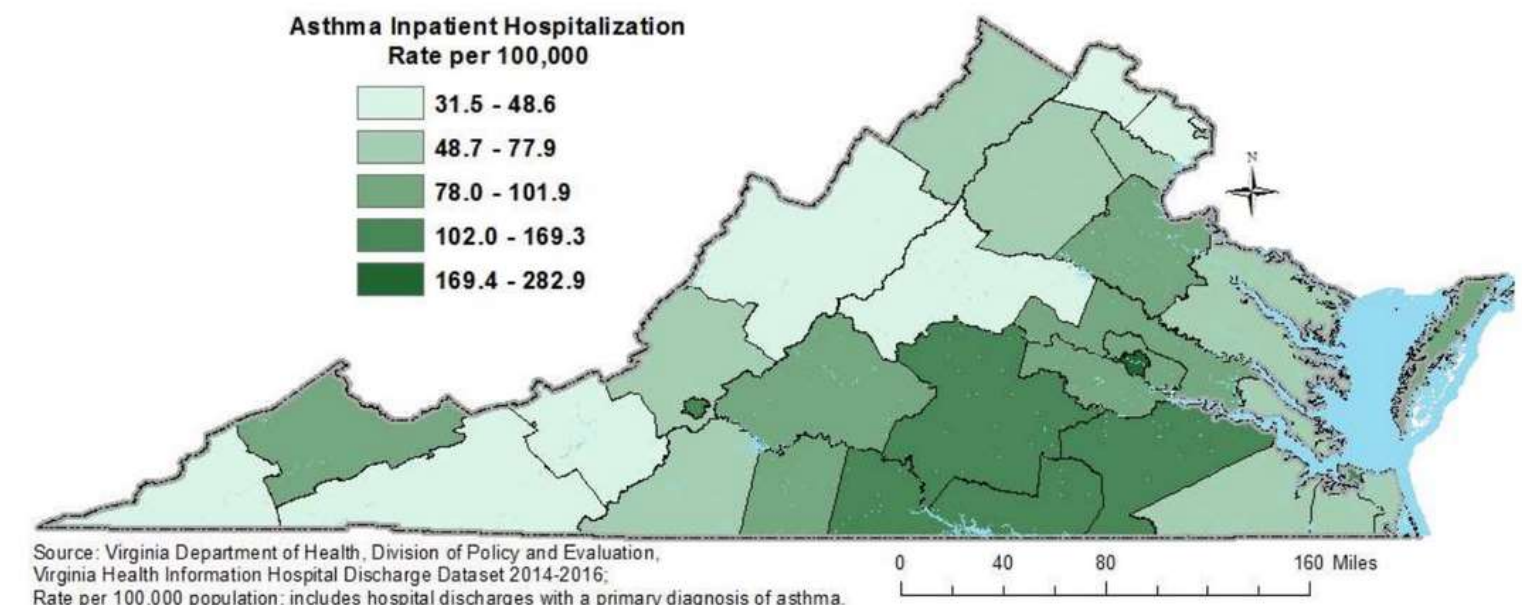 Asthma Inpatient Hospitalization
Rate per 100,000
31.5 - 48.6
48.7 - 77.9
78.0 - 101.9
102.0 - 169.3
169.4 - 282.9
N
Source: Virginia Department of Health, Division of Policy and Evaluation,
Virginia Health Information Hospital Discharge Dataset 2014-2016;
Rate per 100,000 population; includes hospital discharges with a primary diagnosis of asthma.
0 40 80 160 Miles